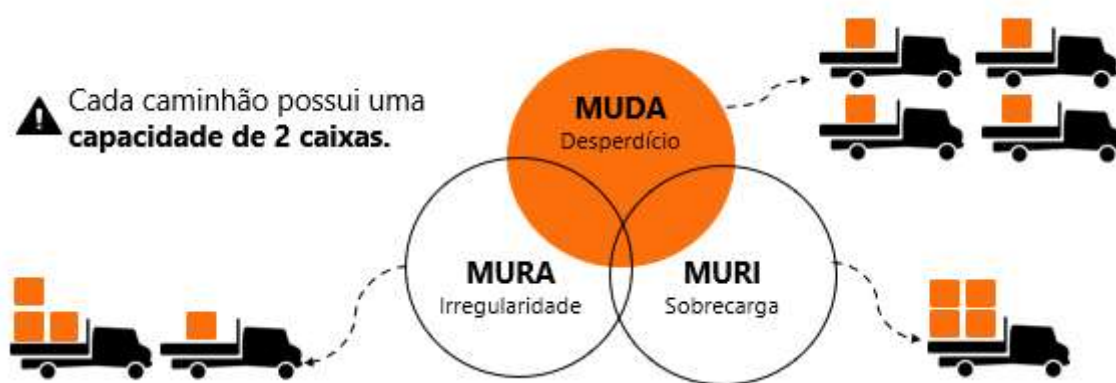 Cada caminhão possui uma
capacidade de 2 caixas.
MUDA
Desperdício
MURA
Irregularidade
MURI
Sobrecarga